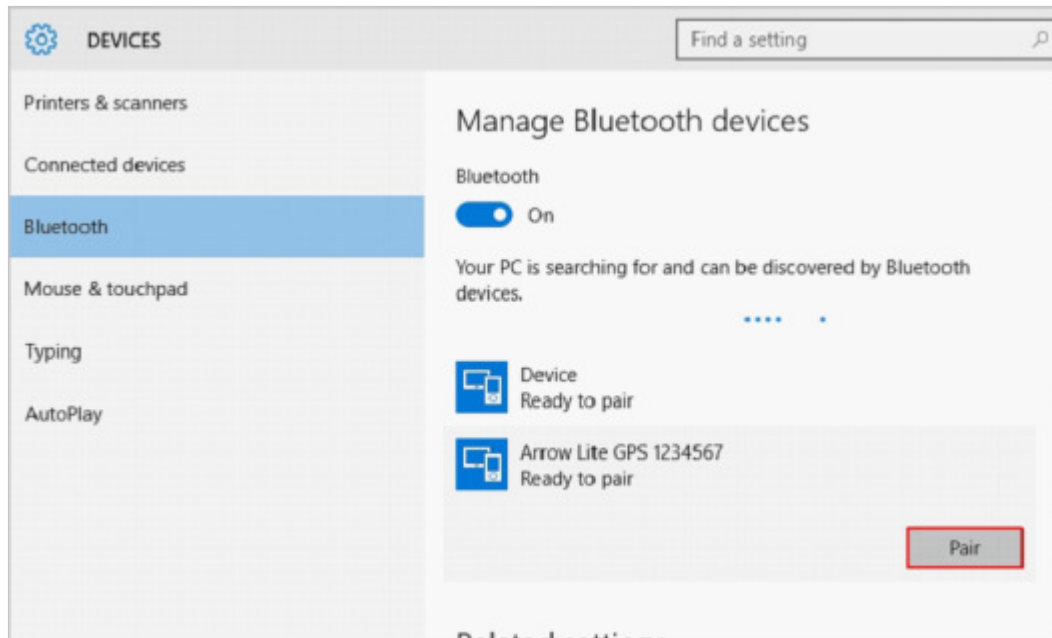 DEVICES
Find a setting
Printers & scanners
Connected devices
Bluetooth
Mouse & touchpad
Typing
AutoPlay
Manage Bluetooth devices
Bluetooth
On
Your PC is searching for and can be discovered by Bluetooth
devices.
Device
Ready to pair
Arrow Lite GPS 1234567
Ready to pair
Pair
Related settings